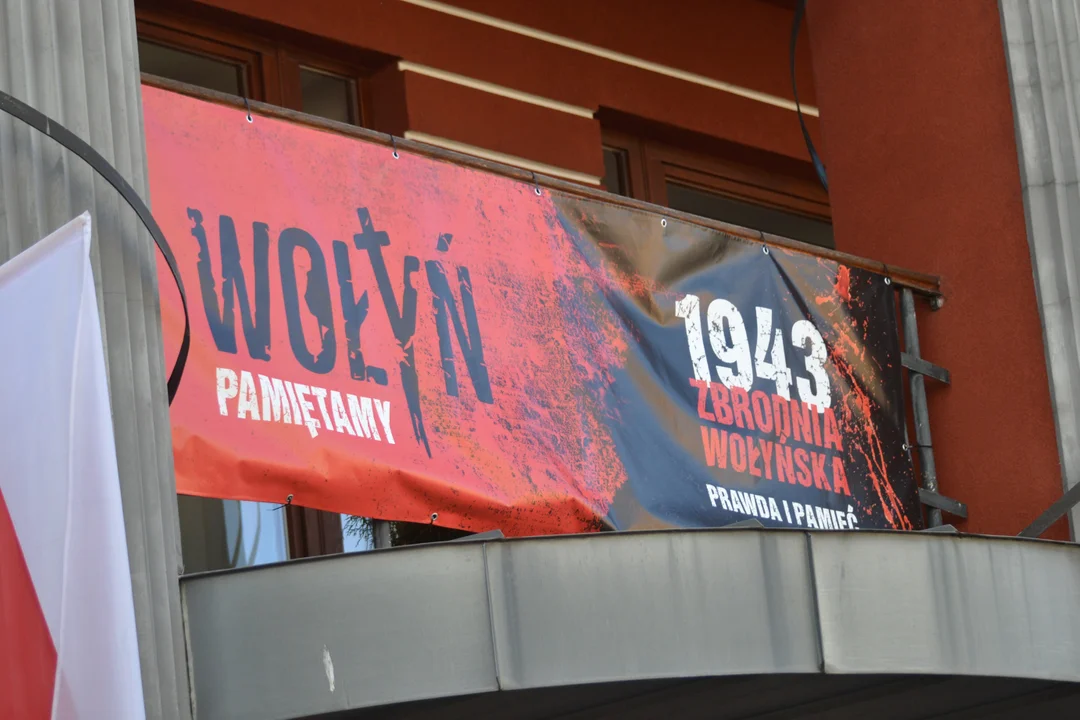 WOŁYŃ
PAMIĘTAMY
1943
ZBRODNIA
WOŁYŃSKA
PRAWDA I PAMIĘĆ